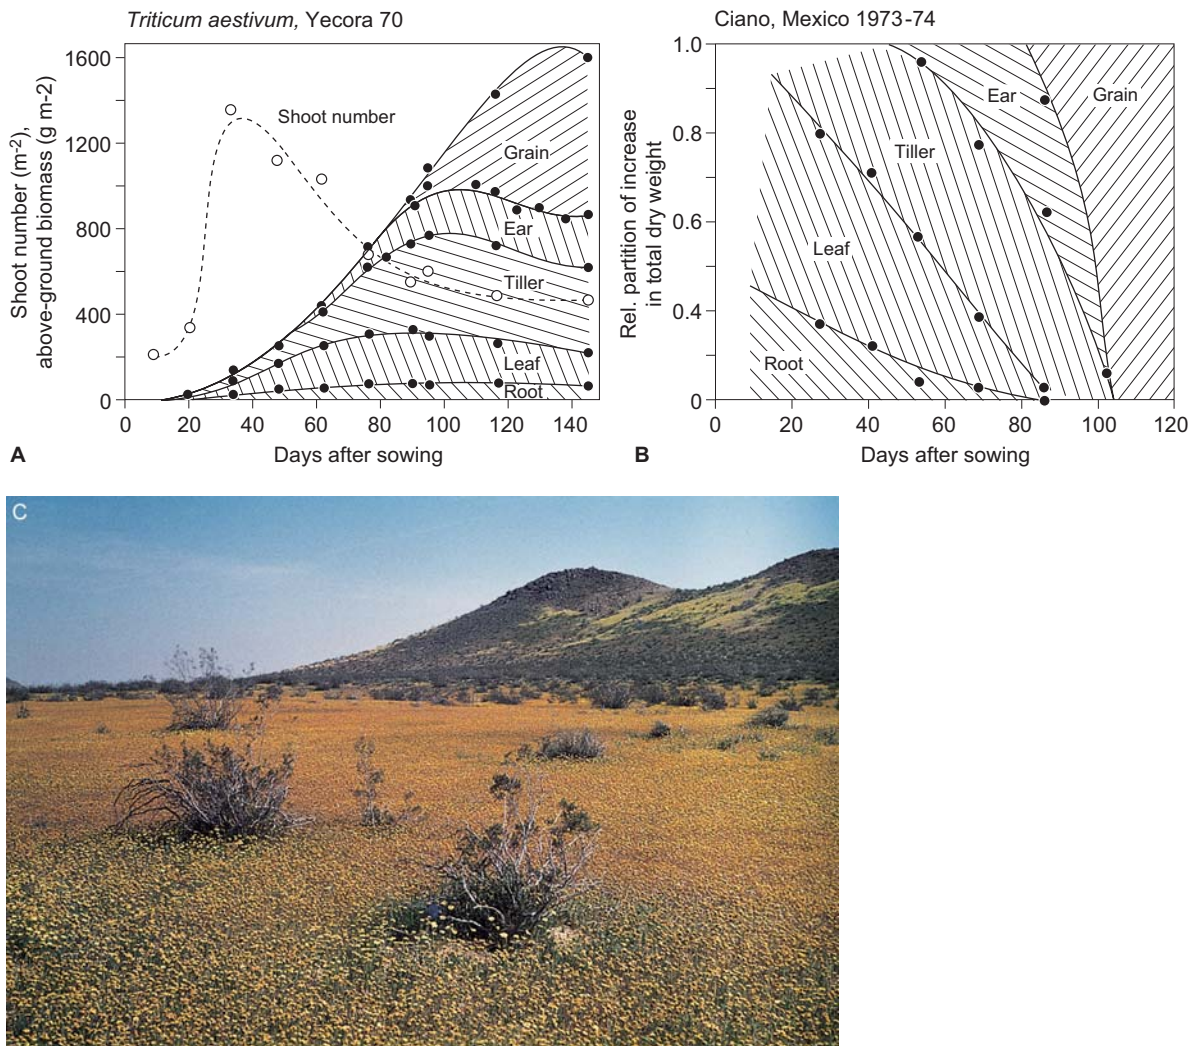 Triticum aestivum, Yecora 70
Ciano, Mexico 1973-74
Shoot number (m-2),
above-ground biomass (g m-2)
1600
1200
800
400
0
Shoot number
Grain
Ear
Tiller
Leaf
Root
0 20 40 60 80 100 120 140
A
Days after sowing
Rel. partition of increase
in total dry weight
1.0
0.8
0.6
0.4
0
Ear
Grain
Tiller
Leaf
Root
0 20 40 60 80 100 120
B
Days after sowing
C